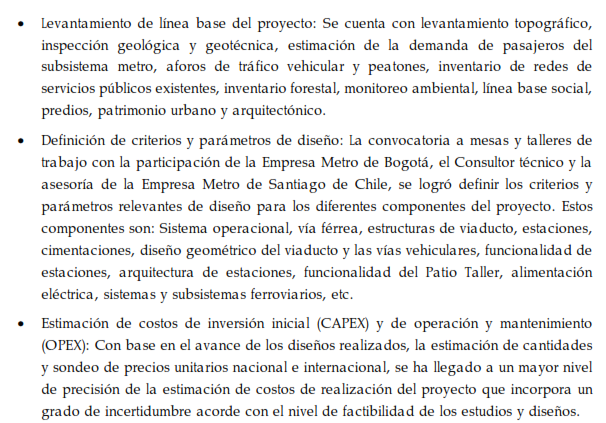 • Levantamiento de línea base del proyecto: Se cuenta con levantamiento topográfico,
inspección geológica y geotécnica, estimación de la demanda de pasajeros del
subsistema metro, aforos de tráfico vehicular y peatones, inventario de redes de
servicios públicos existentes, inventario forestal, monitoreo ambiental, línea base social,
predios, patrimonio urbano y arquitectónico.
• Definición de criterios y parámetros de diseño: La convocatoria a mesas y talleres de
trabajo con la participación de la Empresa Metro de Bogotá, el Consultor técnico y la
asesoría de la Empresa Metro de Santiago de Chile, se logró definir los criterios y
parámetros relevantes de diseño para los diferentes componentes del proyecto. Estos
componentes son: Sistema operacional, vía férrea, estructuras de viaducto, estaciones,
cimentaciones, diseño geométrico del viaducto y las vías vehiculares, funcionalidad de
estaciones, arquitectura de estaciones, funcionalidad del Patio Taller, alimentación
eléctrica, sistemas y subsistemas ferroviarios, etc.
• Estimación de costos de inversión inicial (CAPEX) y de operación y mantenimiento
(OPEX): Con base en el avance de los diseños realizados, la estimación de cantidades
y sondeo de precios unitarios nacional e internacional, se ha llegado a un mayor nivel
de precisión de la estimación de costos de realización del proyecto que incorpora un
grado de incertidumbre acorde con el nivel de factibilidad de los estudios y diseños.